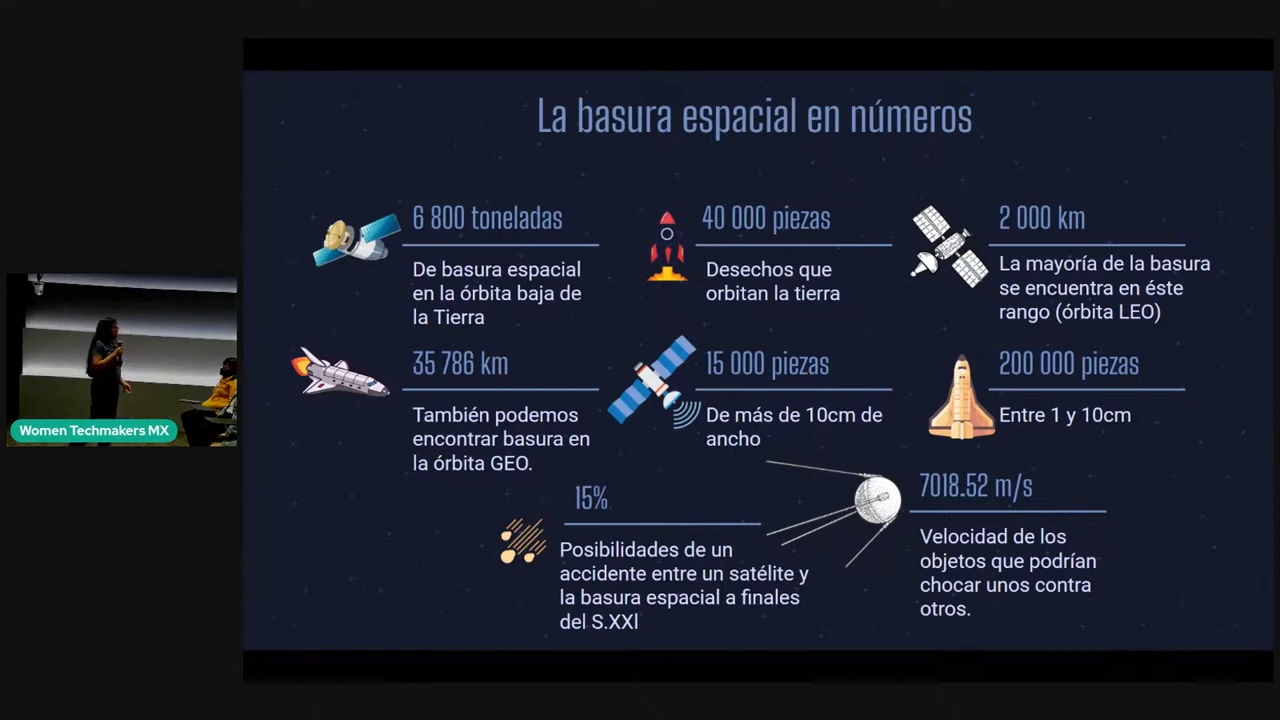 La basura espacial en números
6 800 toneladas
De basura espacial
en la órbita baja de
la Tierra
40 000 piezas
Desechos que
orbitan la tierra
2 000 km
La mayoría de la basura
se encuentra en éste
rango (órbita LEO)
35 786 km
También podemos
encontrar basura en
la órbita GEO.
15 000 piezas
De más de 10cm de
ancho
200 000 piezas
Entre 1 y 10cm
15%
Posibilidades de un
accidente entre un satélite y
la basura espacial a finales
del S.XXl
7018.52 m/s
Velocidad de los
objetos que podrían
chocar unos contra
otros.
Women Techmakers MX